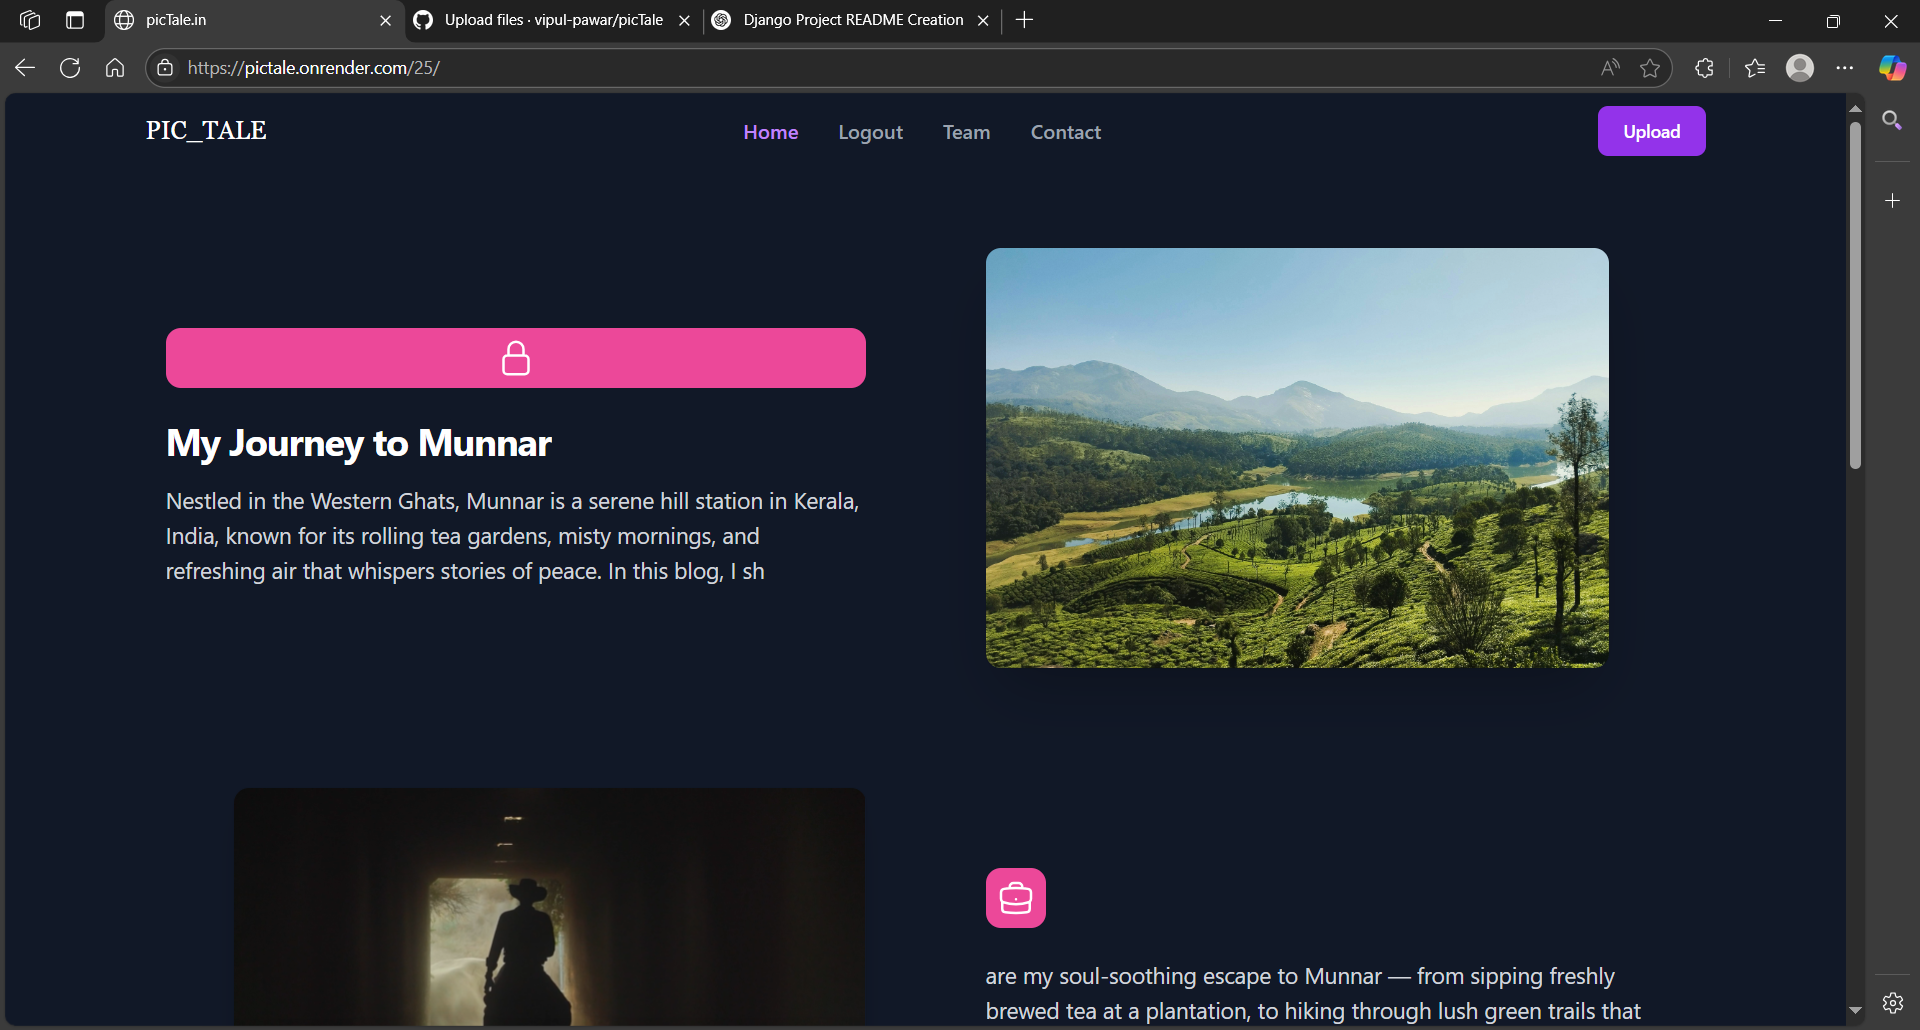 picTale.in
Upload files · vipul-pawar/picTale
Django Project README Creation
https://pictale.onrender.com/25/
PIC_TALE
Home
Logout
Team
Contact
Upload
My Journey to Munnar
Nestled in the Western Ghats, Munnar is a serene hill station in Kerala,
India, known for its rolling tea gardens, misty mornings, and
refreshing air that whispers stories of peace. In this blog, I sh
are my soul-soothing escape to Munnar — from sipping freshly
brewed tea at a plantation, to hiking through lush green trails that